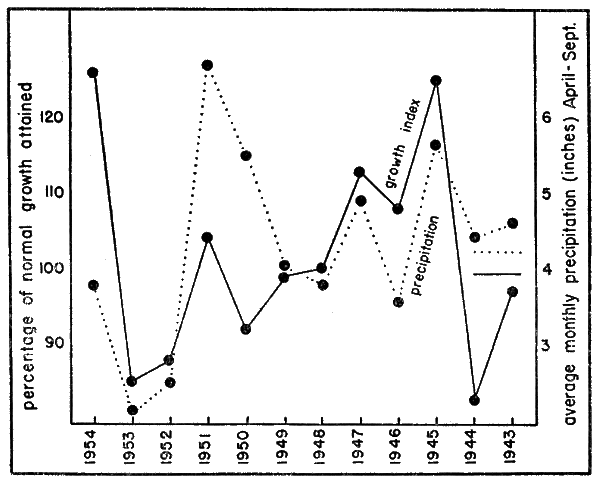 percentage of normal growth attained
120
110
100
90
growth index
precipitation
6
5
4
3
average monthly precipitation (inches) April-Sept.
1954 1953 1952 1951 1950 1949 1948 1947 1946 1945 1944 1943